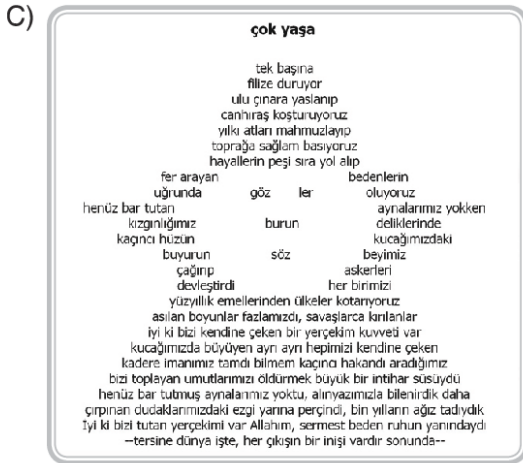 C)
çok yaşa
tek başına
filize duruyor
ulu çınara yaslanıp
canhıraş koşturuyoruz
yılkı atları mahmuzlayıp
toprağa sağlam basıyoruz
hayallerin peşi sıra yol alıp
fer arayan bedenlerin
uğrunda göz ler oluyoruz
henüz bar tutan aynalarımız yokken
kızgınlığımız burun deliklerinde
kaçıncı hüzün kucağımızdaki
buyurun söz beyimiz
çağırıp askerleri
devleştirdi her birimizi
yüzyıllık emellerinden ülkeler kotarıyoruz
asılan boyunlar fazlamızdı, savaşlarca kırılanlar
iyi ki bizi kendine çeken bir yerçekim kuvveti var
kucağımızda büyüyen ayrı ayrı hepimizi kendine çeken
kadere imanımız tamdı bilmem kaçıncı hakandı aradığımız
bizi toplayan umutlarımızı öldürmek büyük bir intihar süsüydü
henüz bar tutmuş aynalarımız yoktu, alınyazımızla bilenirdik daha
çırpınan dudaklarımızdaki ezgi yarına perçindi, bin yılların ağız tadıydık
İyi ki bizi tutan yerçekimi var Allahım, sermest beden ruhun yanındaydı
--tersine dünya işte, her çıkışın bir inişi vardır sonunda--